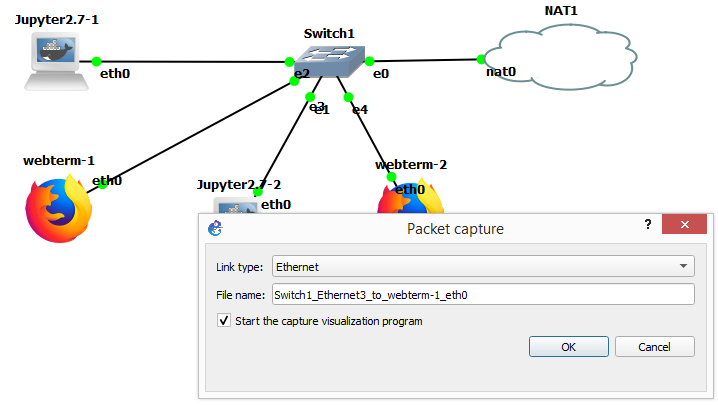 NAT1
Jupyter2.7-1
Switch1
eth0
e2
e0
nat0
e3
e1
e4
webterm-1
eth0
webterm-2
eth0
Jupyter2.7-2
eth0
Packet capture
?
Link type:
Ethernet
File name:
Switch1_Ethernet3_to_webterm-1_eth0
Start the capture visualization program
OK
Cancel